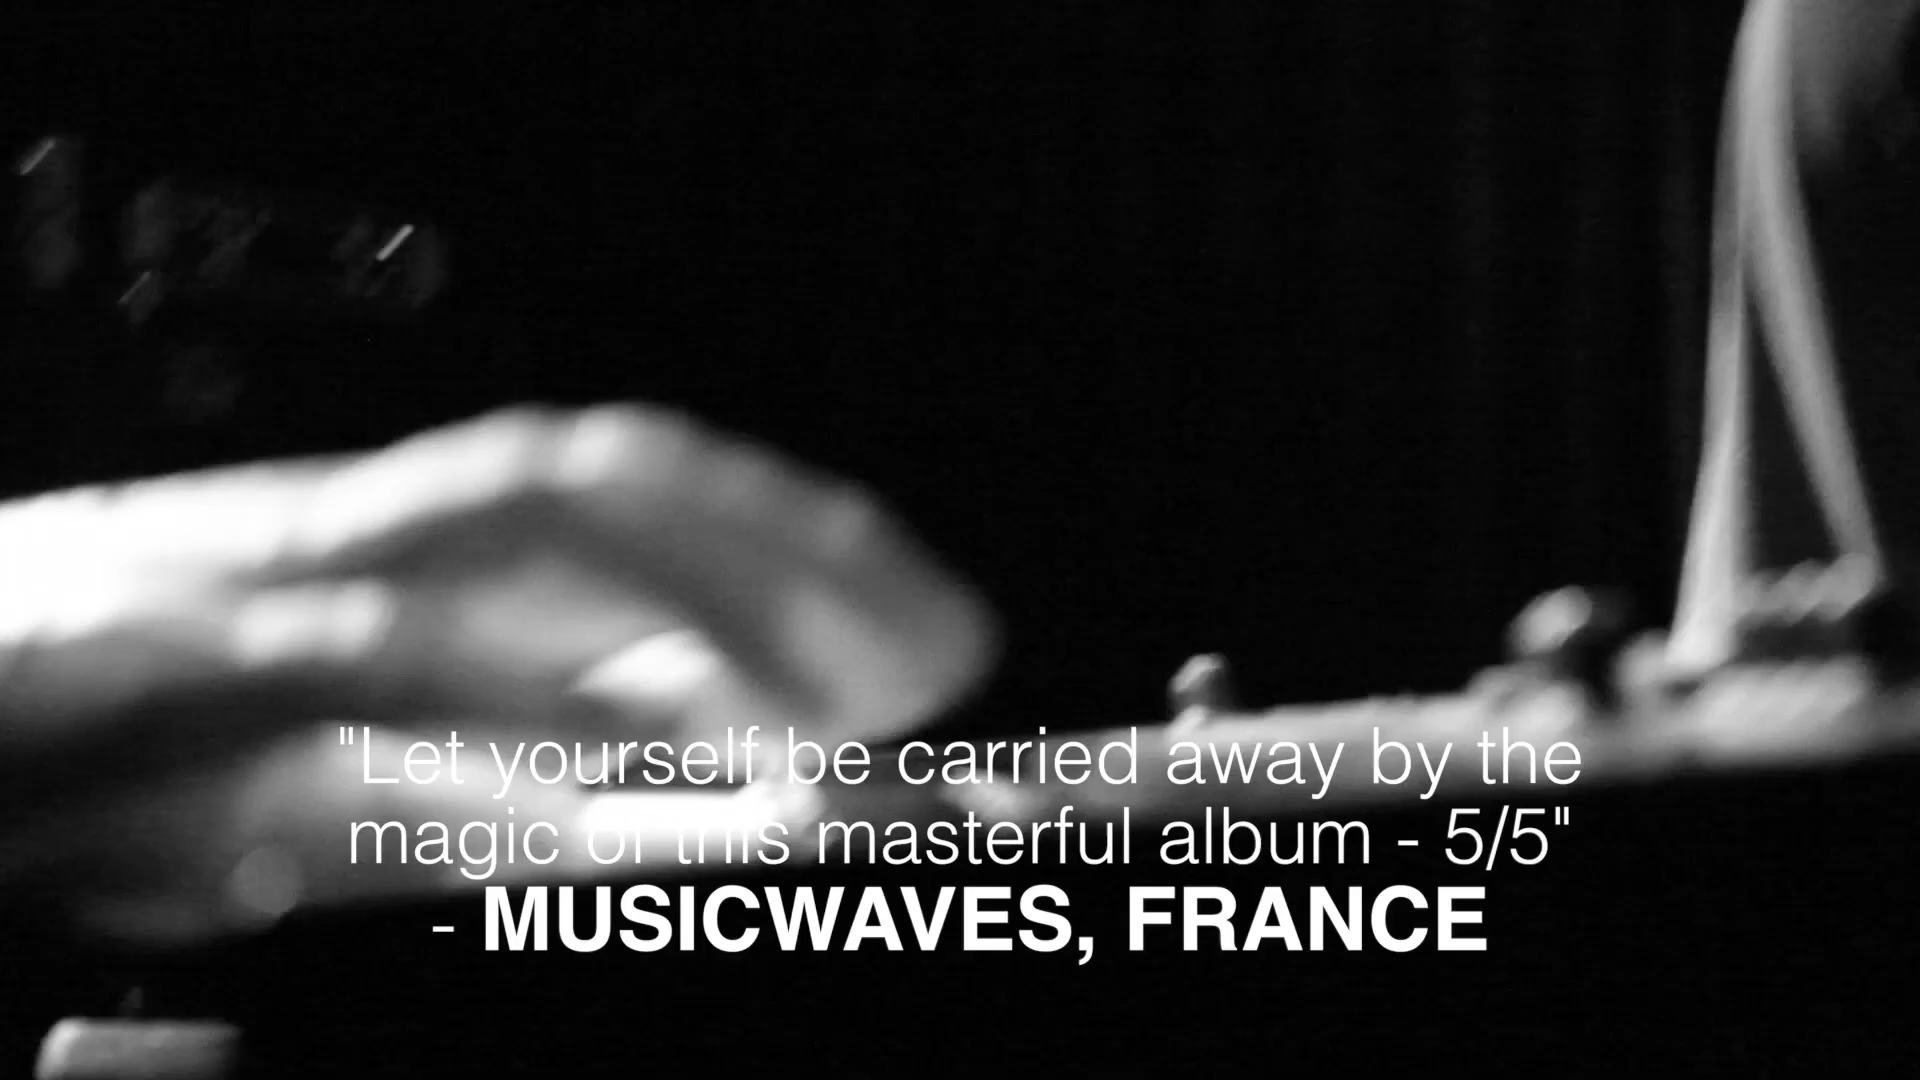 "Let yourself be carried away by the
magic of this masterful album - 5/5"
- MUSICWAVES, FRANCE